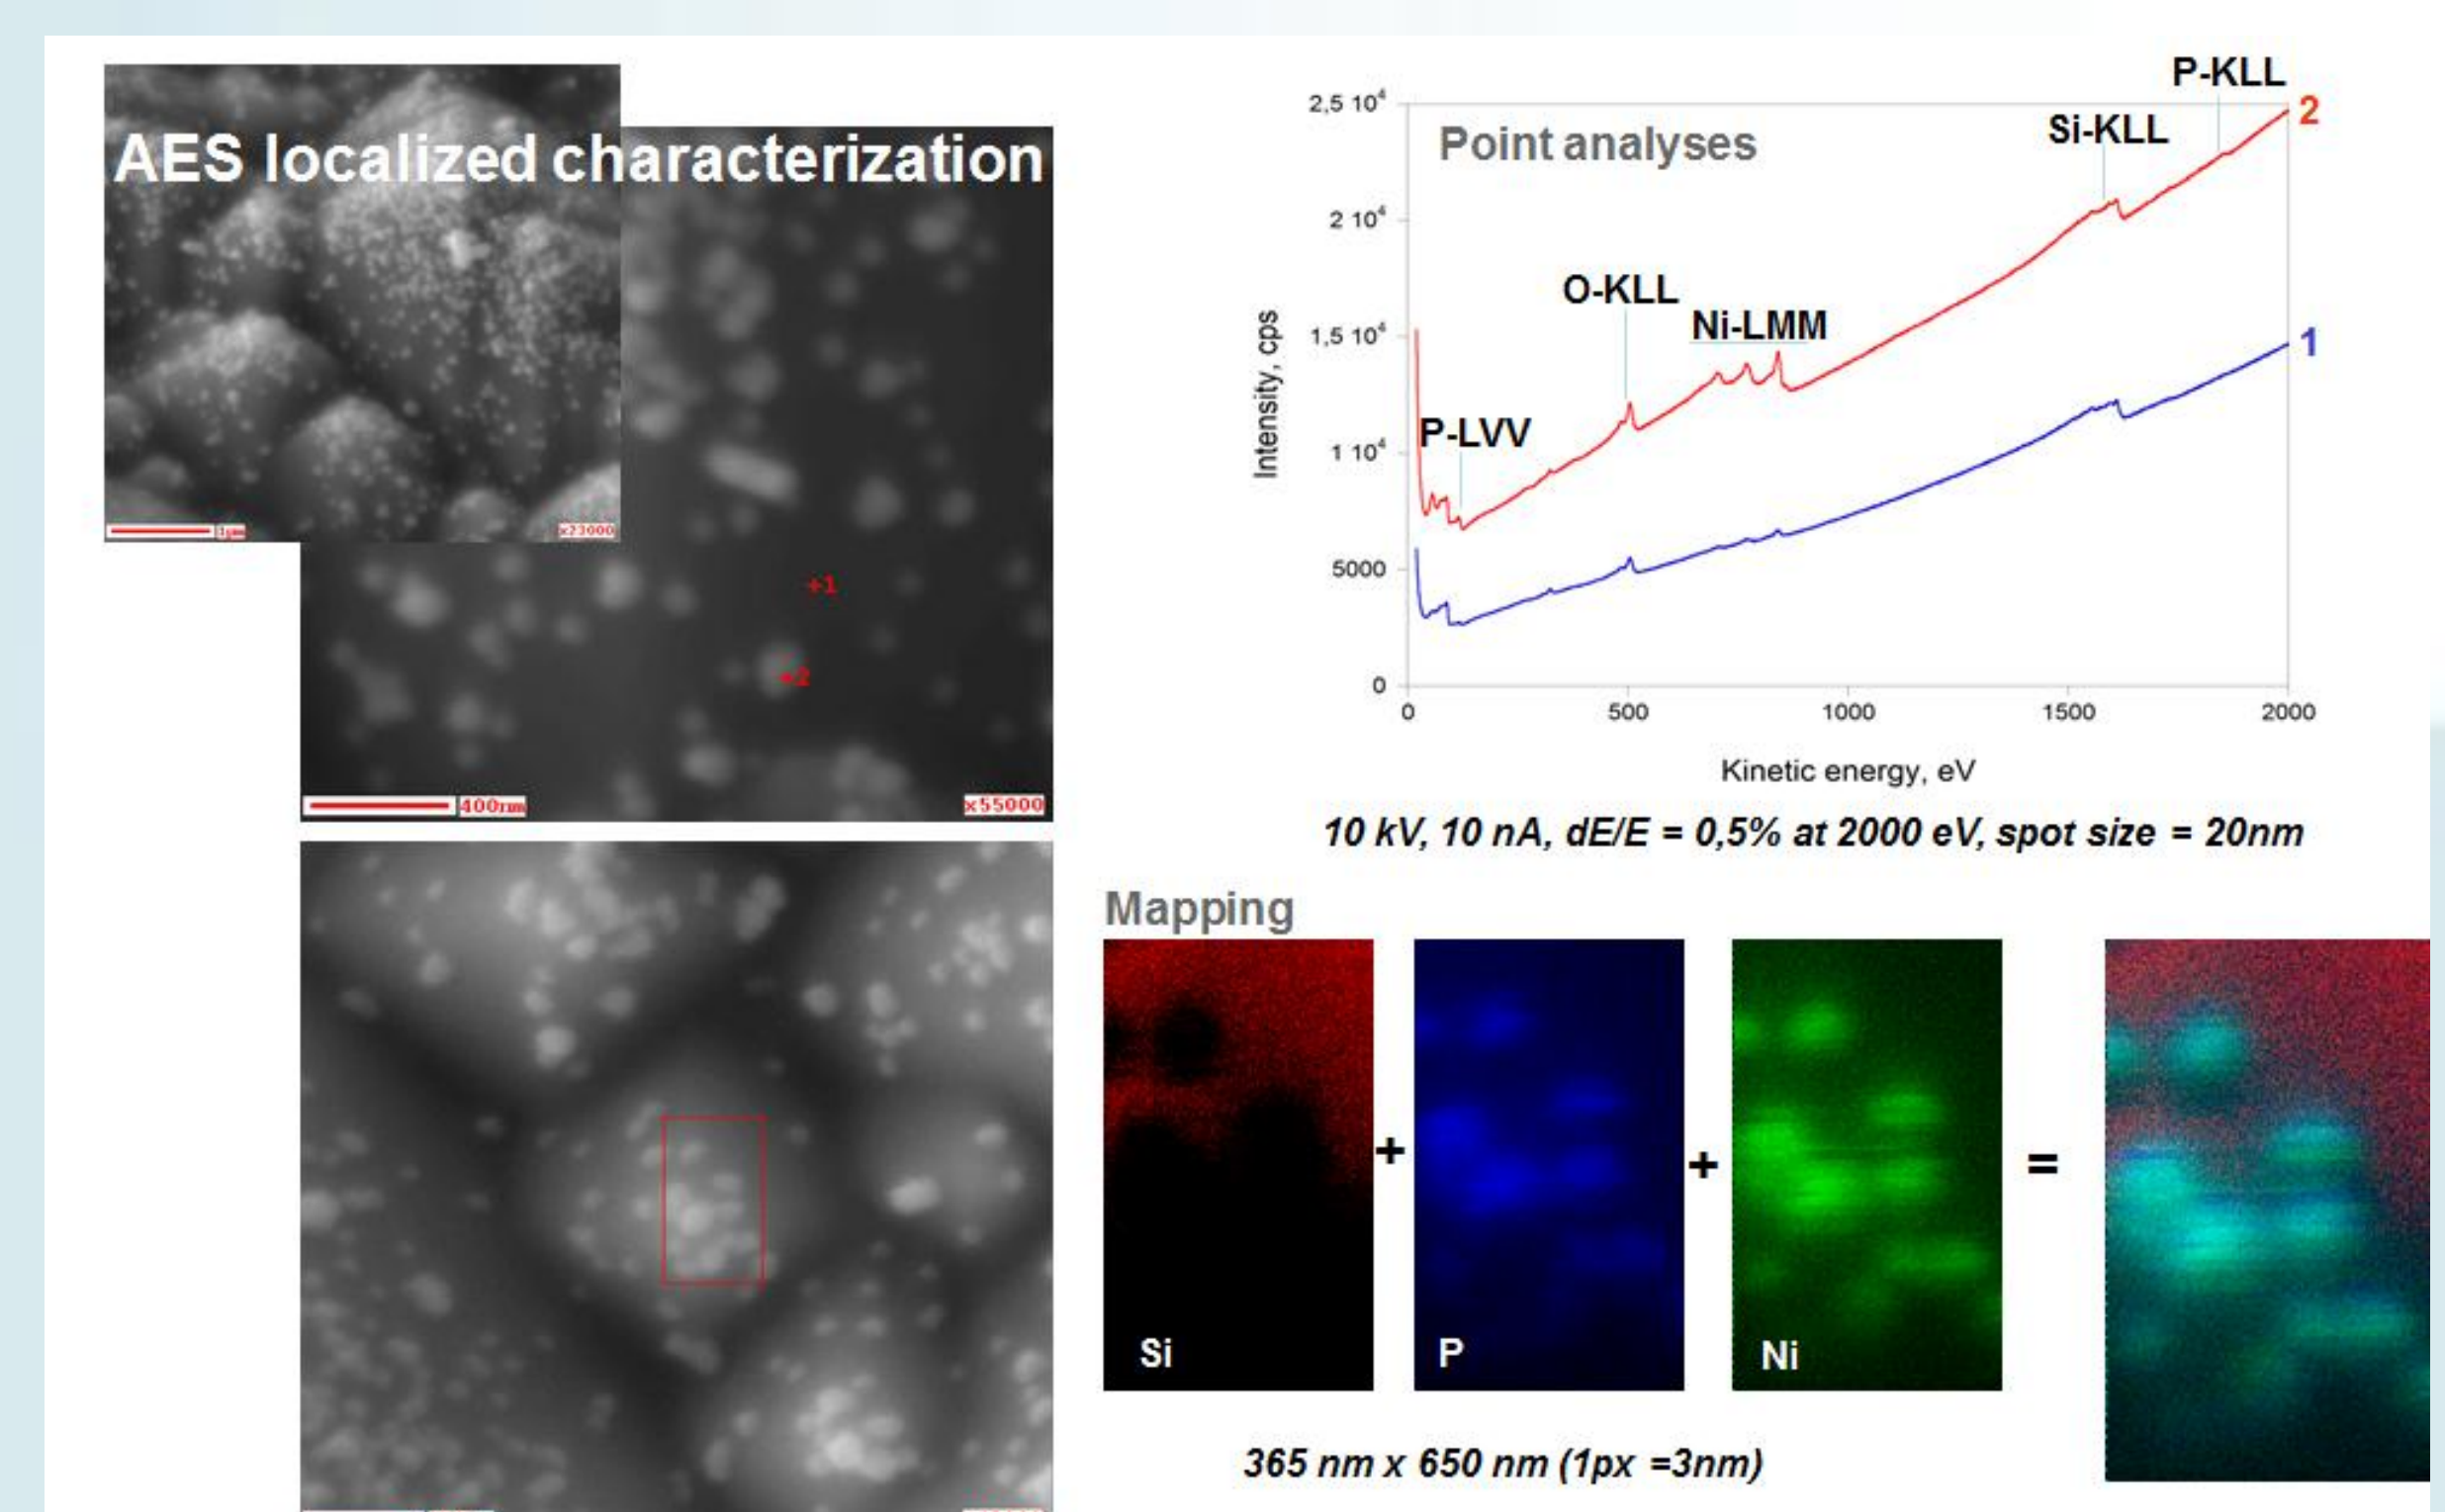 AES localized characterization
1µm
x23000
+1
+2
400nm
x55000
Point analyses
P-KLL
Si-KLL
O-KLL
Ni-LMM
P-LVV
2
1
2,5 10⁴
2 10⁴
1,5 10⁴
1 10⁴
5000
0
0 500 1000 1500 2000
Intensity, cps
Kinetic energy, eV
10 kV, 10 nA, dE/E = 0,5% at 2000 eV, spot size = 20nm
Mapping
Si + P + Ni =
365 nm x 650 nm (1px =3nm)